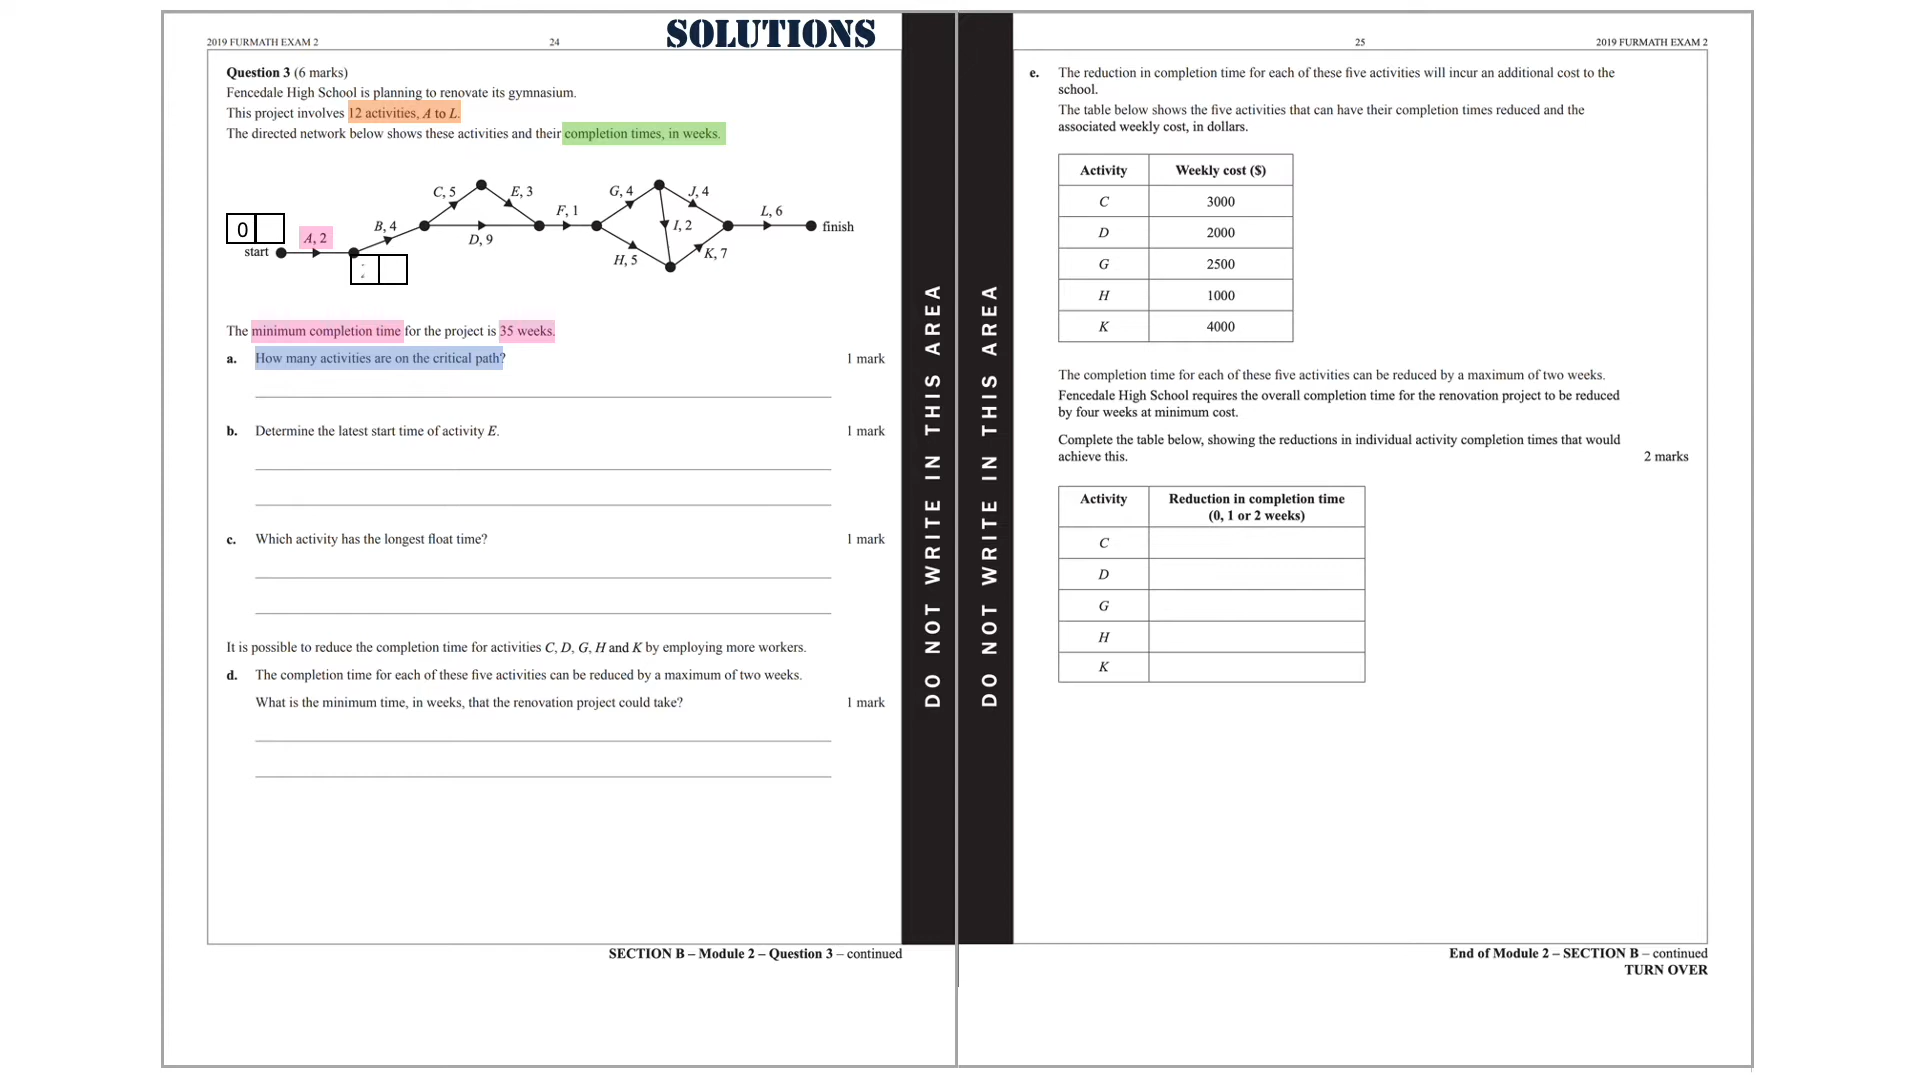 SOLUTIONS
2019 FURMATH EXAM 2
24
Question 3 (6 marks)
Fencedale High School is planning to renovate its gymnasium.
This project involves 12 activities, A to L.
The directed network below shows these activities and their completion times, in weeks.
C, 5
E, 3
G, 4
J, 4
B, 4
F, 1
L, 6
0
A, 2
D, 9
I, 2
finish
start
H, 5
K, 7
The minimum completion time for the project is 35 weeks.
a. How many activities are on the critical path? 1 mark
b. Determine the latest start time of activity E. 1 mark
c. Which activity has the longest float time? 1 mark
It is possible to reduce the completion time for activities C, D, G, H and K by employing more workers.
d. The completion time for each of these five activities can be reduced by a maximum of two weeks.
What is the minimum time, in weeks, that the renovation project could take? 1 mark
SECTION B – Module 2 – Question 3 – continued
DO NOT WRITE IN THIS AREA
DO NOT WRITE IN THIS AREA
25
2019 FURMATH EXAM 2
e. The reduction in completion time for each of these five activities will incur an additional cost to the
school.
The table below shows the five activities that can have their completion times reduced and the
associated weekly cost, in dollars.
Activity Weekly cost ($)
C 3000
D 2000
G 2500
H 1000
K 4000
The completion time for each of these five activities can be reduced by a maximum of two weeks.
Fencedale High School requires the overall completion time for the renovation project to be reduced
by four weeks at minimum cost.
Complete the table below, showing the reductions in individual activity completion times that would
achieve this. 2 marks
Activity Reduction in completion time
(0, 1 or 2 weeks)
C
D
G
H
K
End of Module 2 – SECTION B – continued
TURN OVER